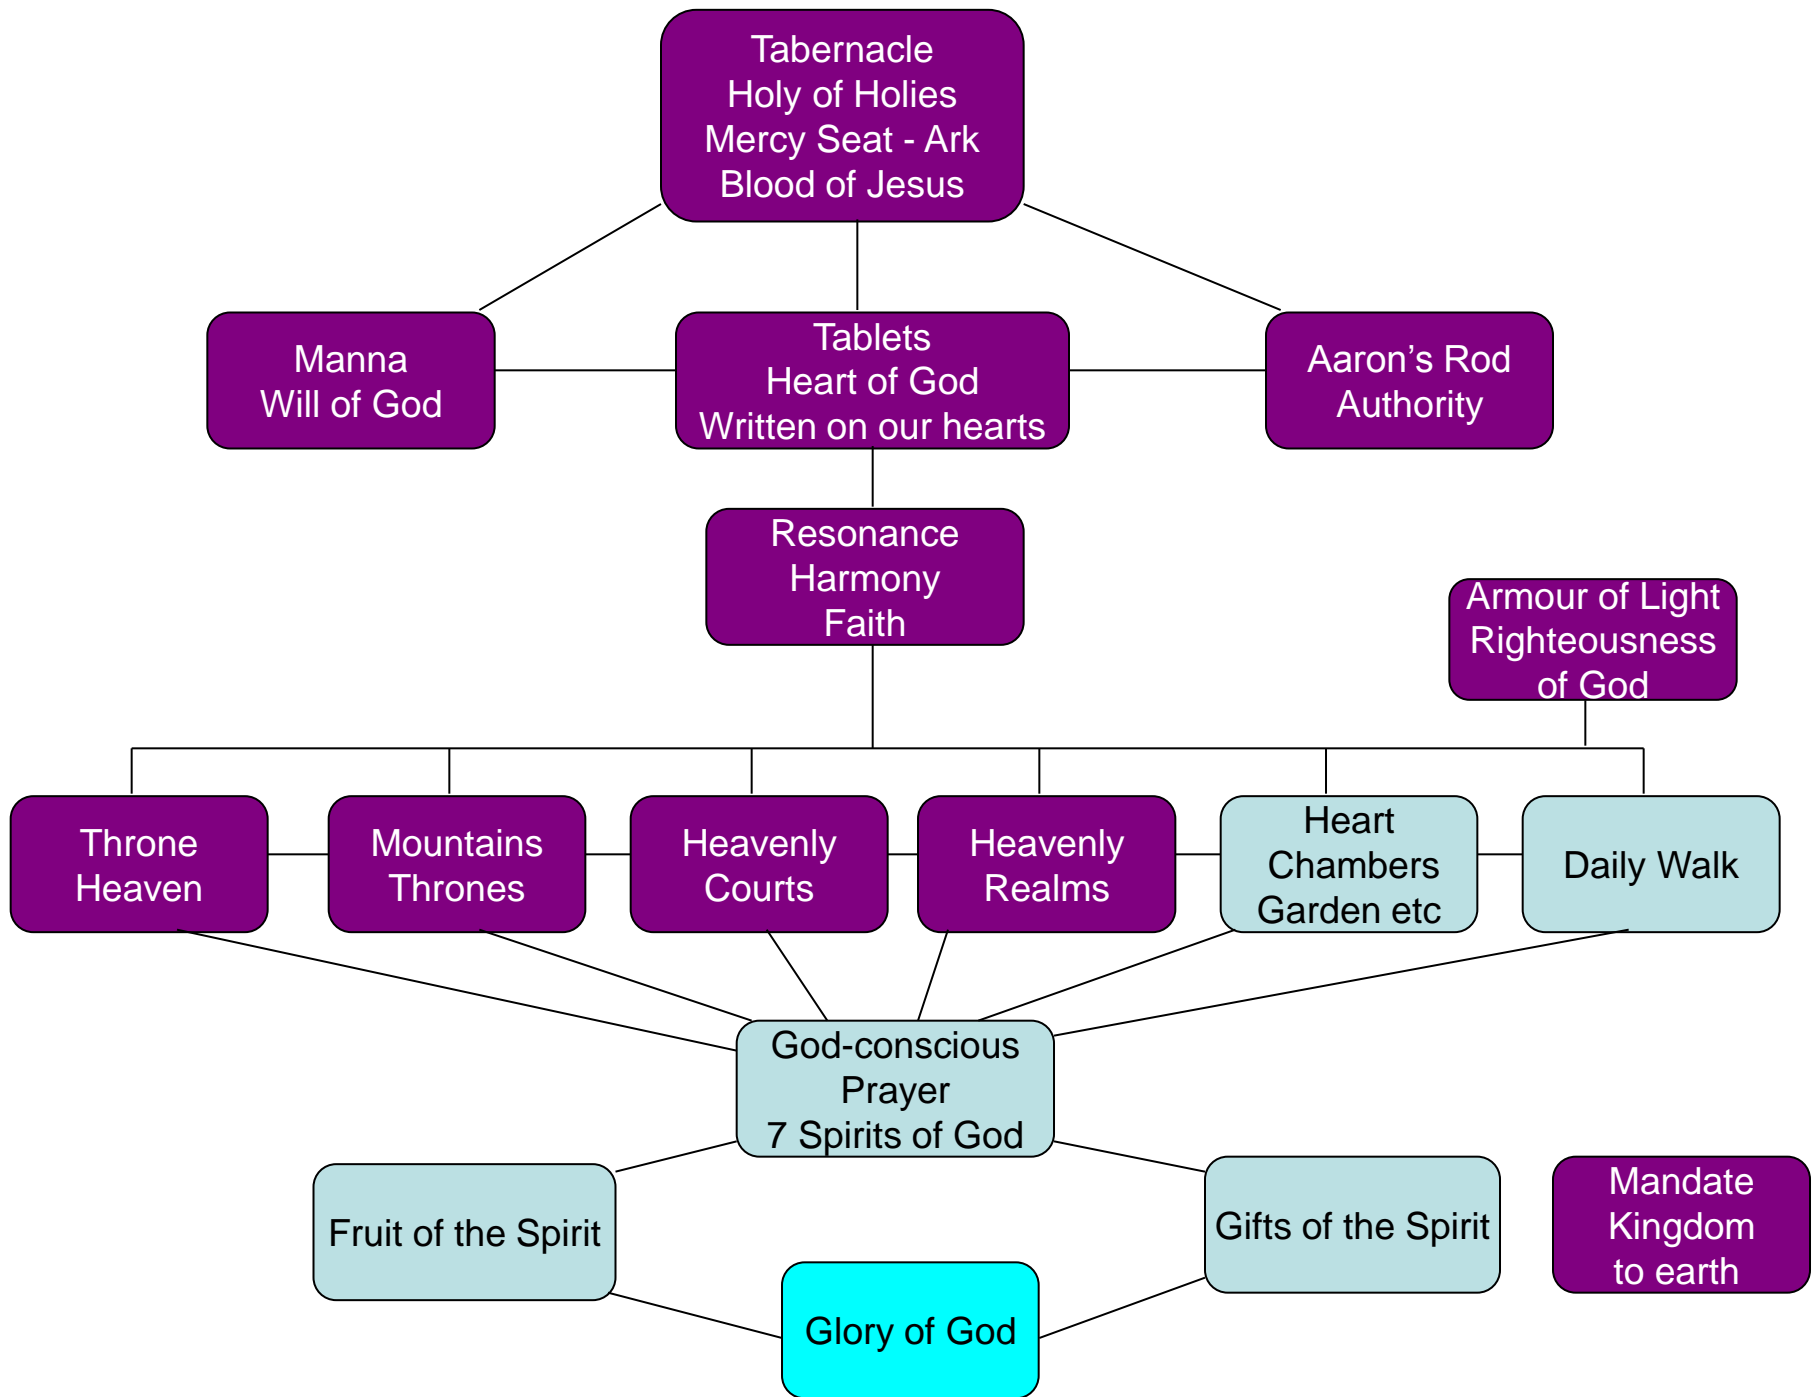 Tabernacle
Holy of Holies
Mercy Seat - Ark
Blood of Jesus
Manna
Will of God
Tablets
Heart of God
Written on our hearts
Aaron’s Rod
Authority
Resonance
Harmony
Faith
Armour of Light
Righteousness
of God
Throne
Heaven
Mountains
Thrones
Heavenly
Courts
Heavenly
Realms
Heart
Chambers
Garden etc
Daily Walk
God-conscious
Prayer
7 Spirits of God
Fruit of the Spirit
Gifts of the Spirit
Mandate
Kingdom
to earth
Glory of God